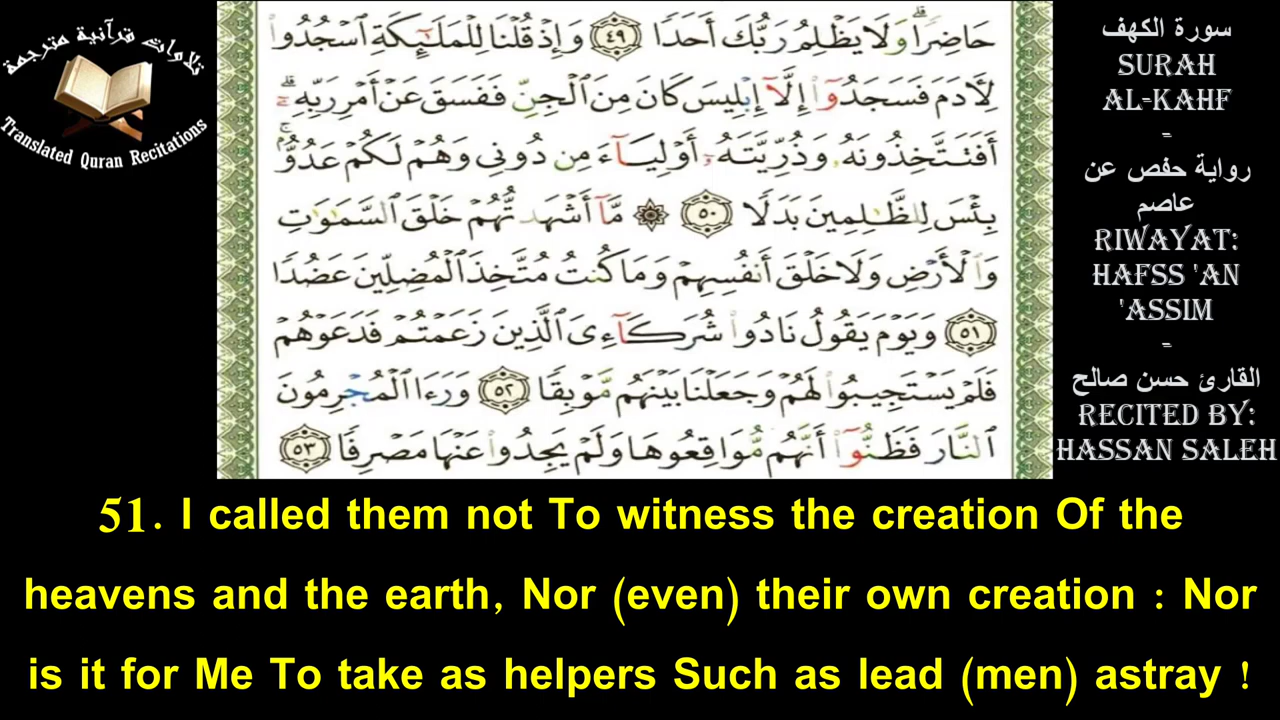 تلاوات قرآنية مترجمة
Translated Quran Recitations
حَاضِرًاۗ وَلَا يَظْلِمُ رَبُّكَ أَحَدًا ٤٩ وَإِذْ قُلْنَا لِلْمَلَٰٓئِكَةِ ٱسْجُدُوا۟
لِءَادَمَ فَسَجَدُوٓا۟ إِلَّآ إِبْلِيسَ كَانَ مِنَ ٱلْجِنِّ فَفَسَقَ عَنْ أَمْرِ رَبِّهِۦٓۗ
أَفَتَتَّخِذُونَهُۥ وَذُرِّيَّتَهُۥٓ أَوْلِيَآءَ مِن دُونِى وَهُمْ لَكُمْ عَدُوٌّۢۚ
بِئْسَ لِلظَّٰلِمِينَ بَدَلًا ٥٠ ۞ مَّآ أَشْهَدتُّهُمْ خَلْقَ ٱلسَّمَٰوَٰتِ
وَٱلْأَرْضِ وَلَا خَلْقَ أَنفُسِهِمْ وَمَا كُنتُ مُتَّخِذَ ٱلْمُضِلِّينَ عَضُدًا
٥١ وَيَوْمَ يَقُولُ نَادُوا۟ شُرَكَآءِىَ ٱلَّذِينَ زَعَمْتُمْ فَدَعَوْهُمْ
فَلَمْ يَسْتَجِيبُوا۟ لَهُمْ وَجَعَلْنَا بَيْنَهُم مَّوْبِقًا ٥٢ وَرَءَا ٱلْمُجْرِمُونَ
ٱلنَّارَ فَظَنُّوٓا۟ أَنَّهُم مُّوَاقِعُوهَا وَلَمْ يَجِدُوا۟ عَنْهَا مَصْرِفًا ٥٣
سورة الكهف
SURAH
AL-KAHF
-
رواية حفص عن
عاصم
RIWAYAT:
HAFSS 'AN
'ASSIM
-
القارئ حسن صالح
RECITED BY:
HASSAN SALEH
51. I called them not To witness the creation Of the
heavens and the earth, Nor (even) their own creation : Nor
is it for Me To take as helpers Such as lead (men) astray !